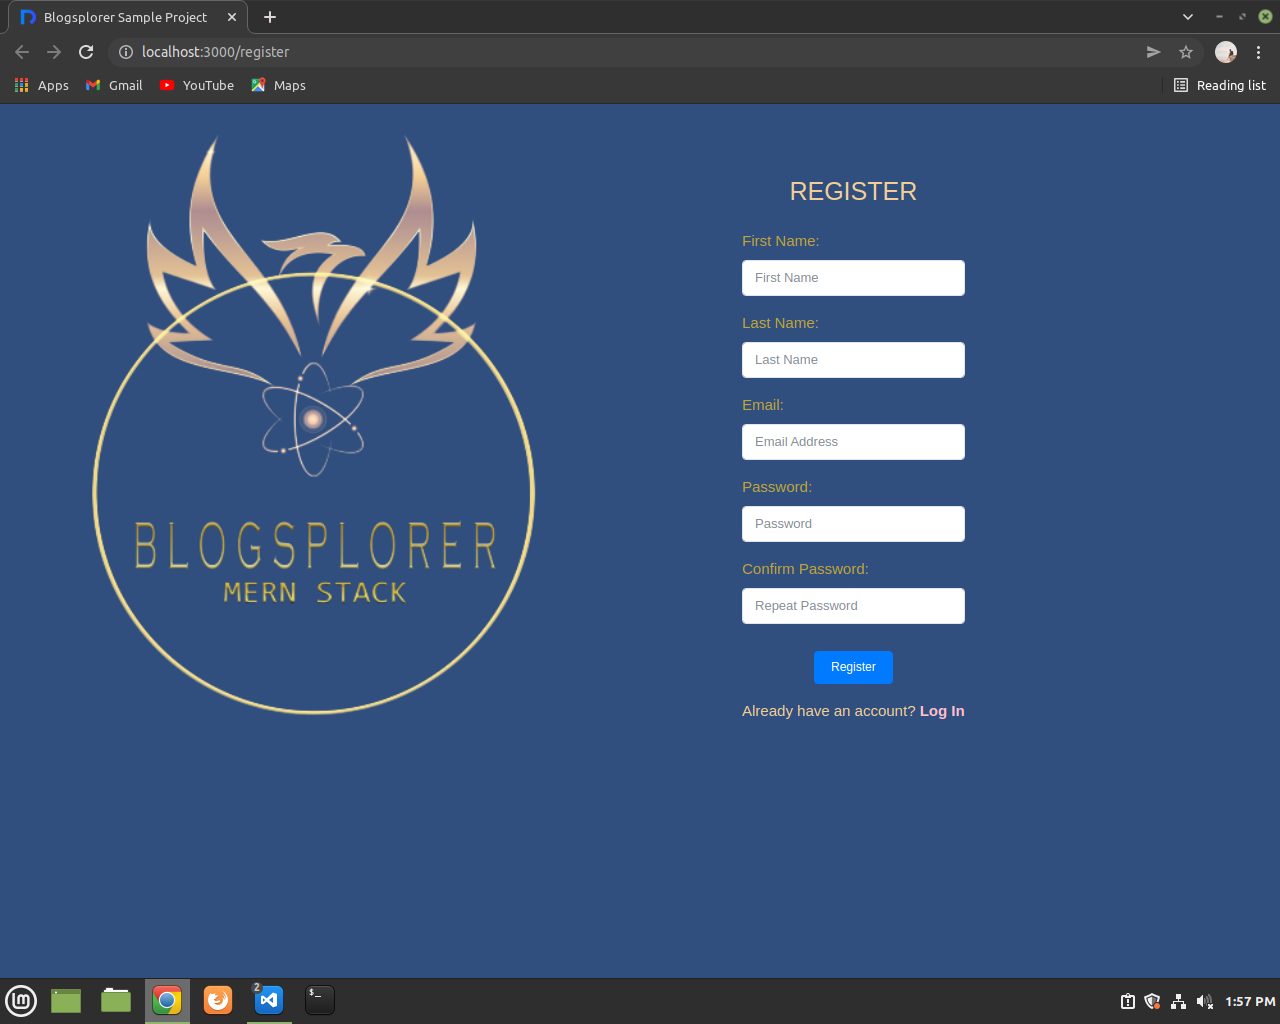 Blogsplorer Sample Project
localhost:3000/register
Apps
Gmail
YouTube
Maps
Reading list
BLOGSPLORER
MERN STACK
REGISTER
First Name:
First Name
Last Name:
Last Name
Email:
Email Address
Password:
Password
Confirm Password:
Repeat Password
Register
Already have an account? Log In
2
$_
1:57 PM